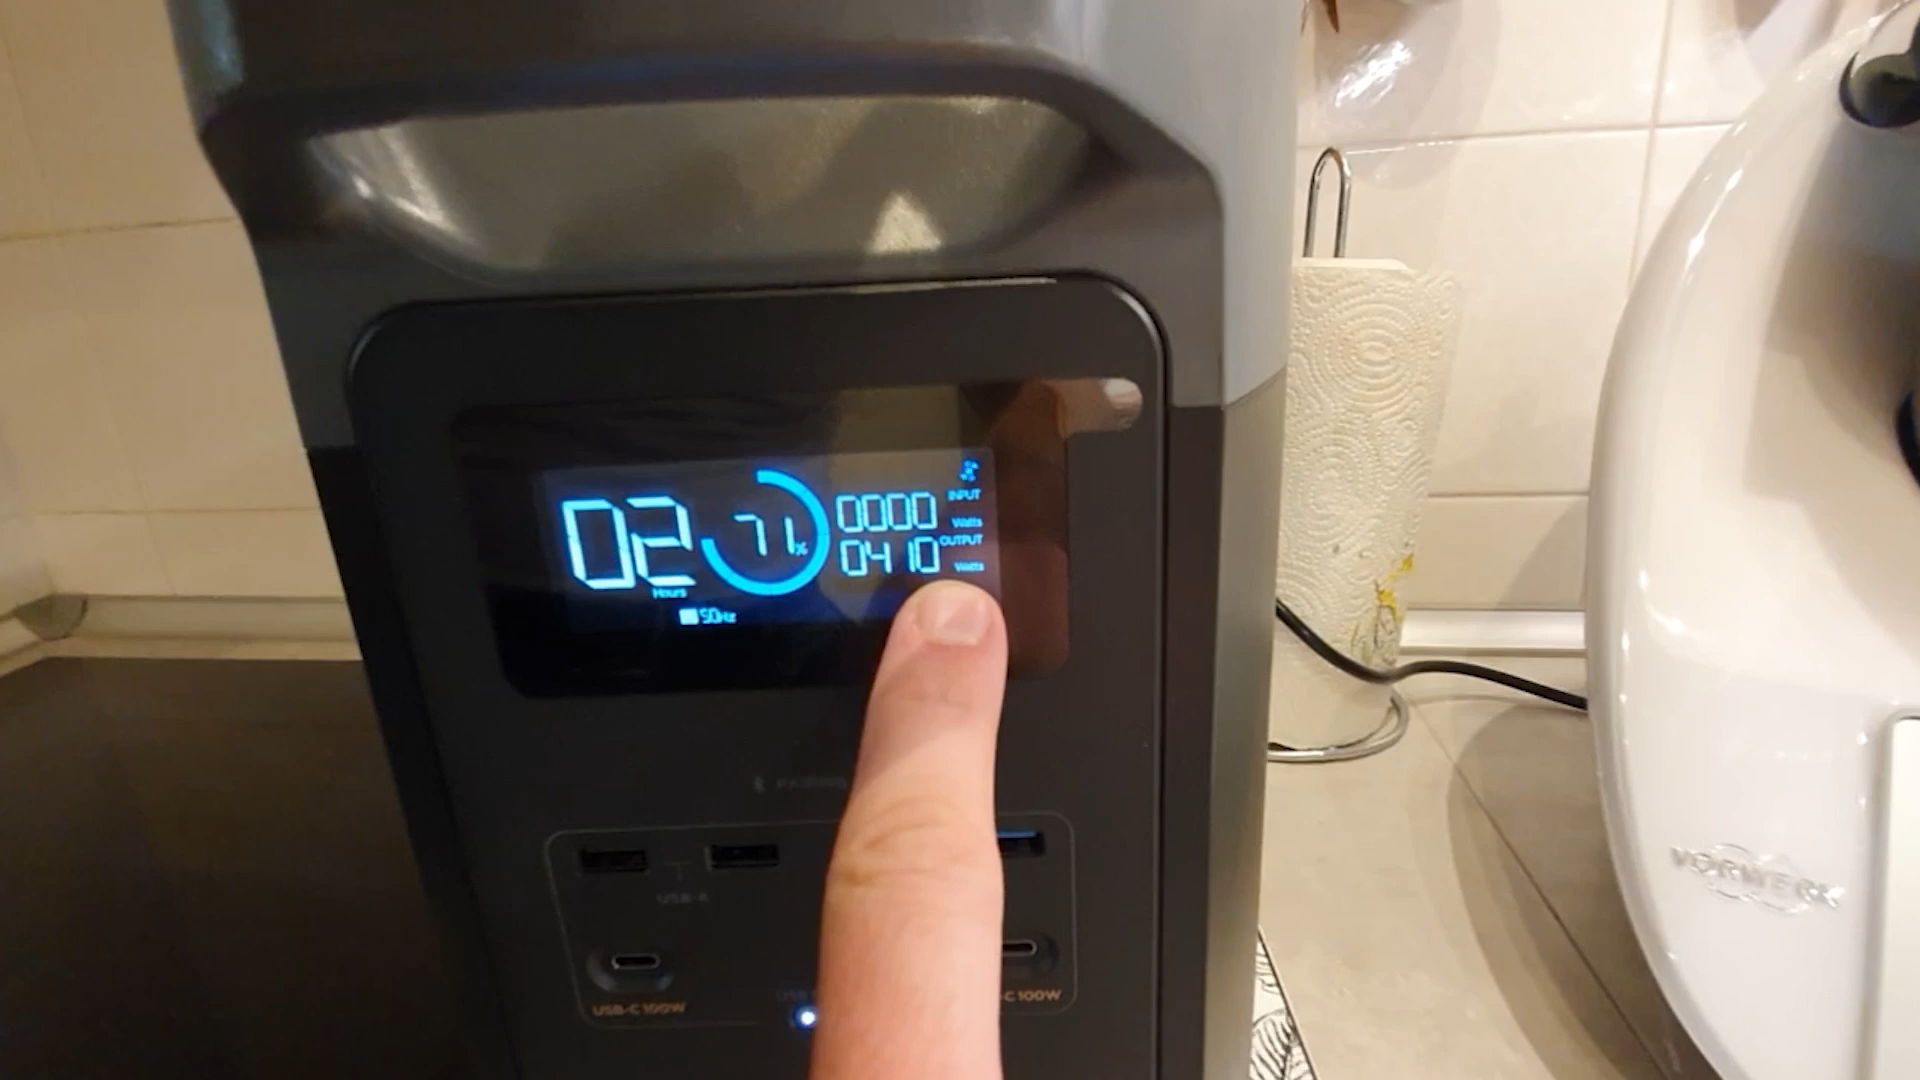 02
Hours
71%
0000
INPUT
Watts
0410
OUTPUT
Watts
50Hz
USB-A
USB-C 100W
-C 100W
VORWERK